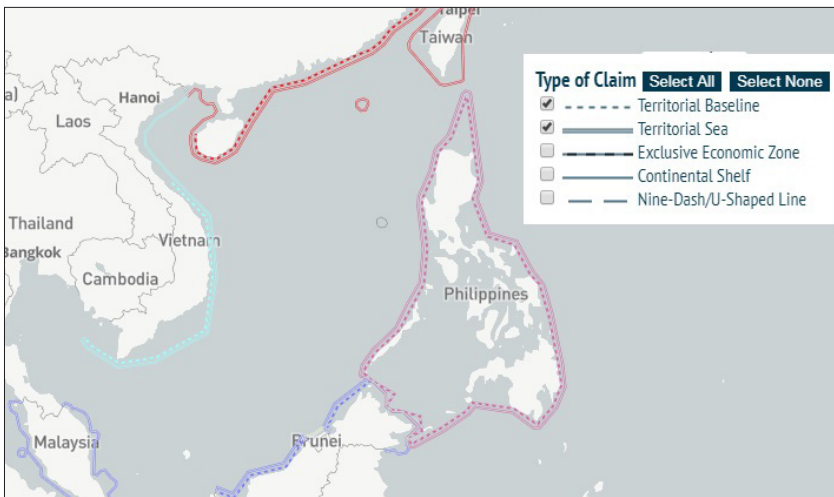 Taipei
Taiwan
Type of Claim Select All Select None
Territorial Baseline
Territorial Sea
Exclusive Economic Zone
Continental Shelf
Nine-Dash/U-Shaped Line
Hanoi
Laos
Thailand
Bangkok
Vietnam
Cambodia
Philippines
Malaysia
Brunei